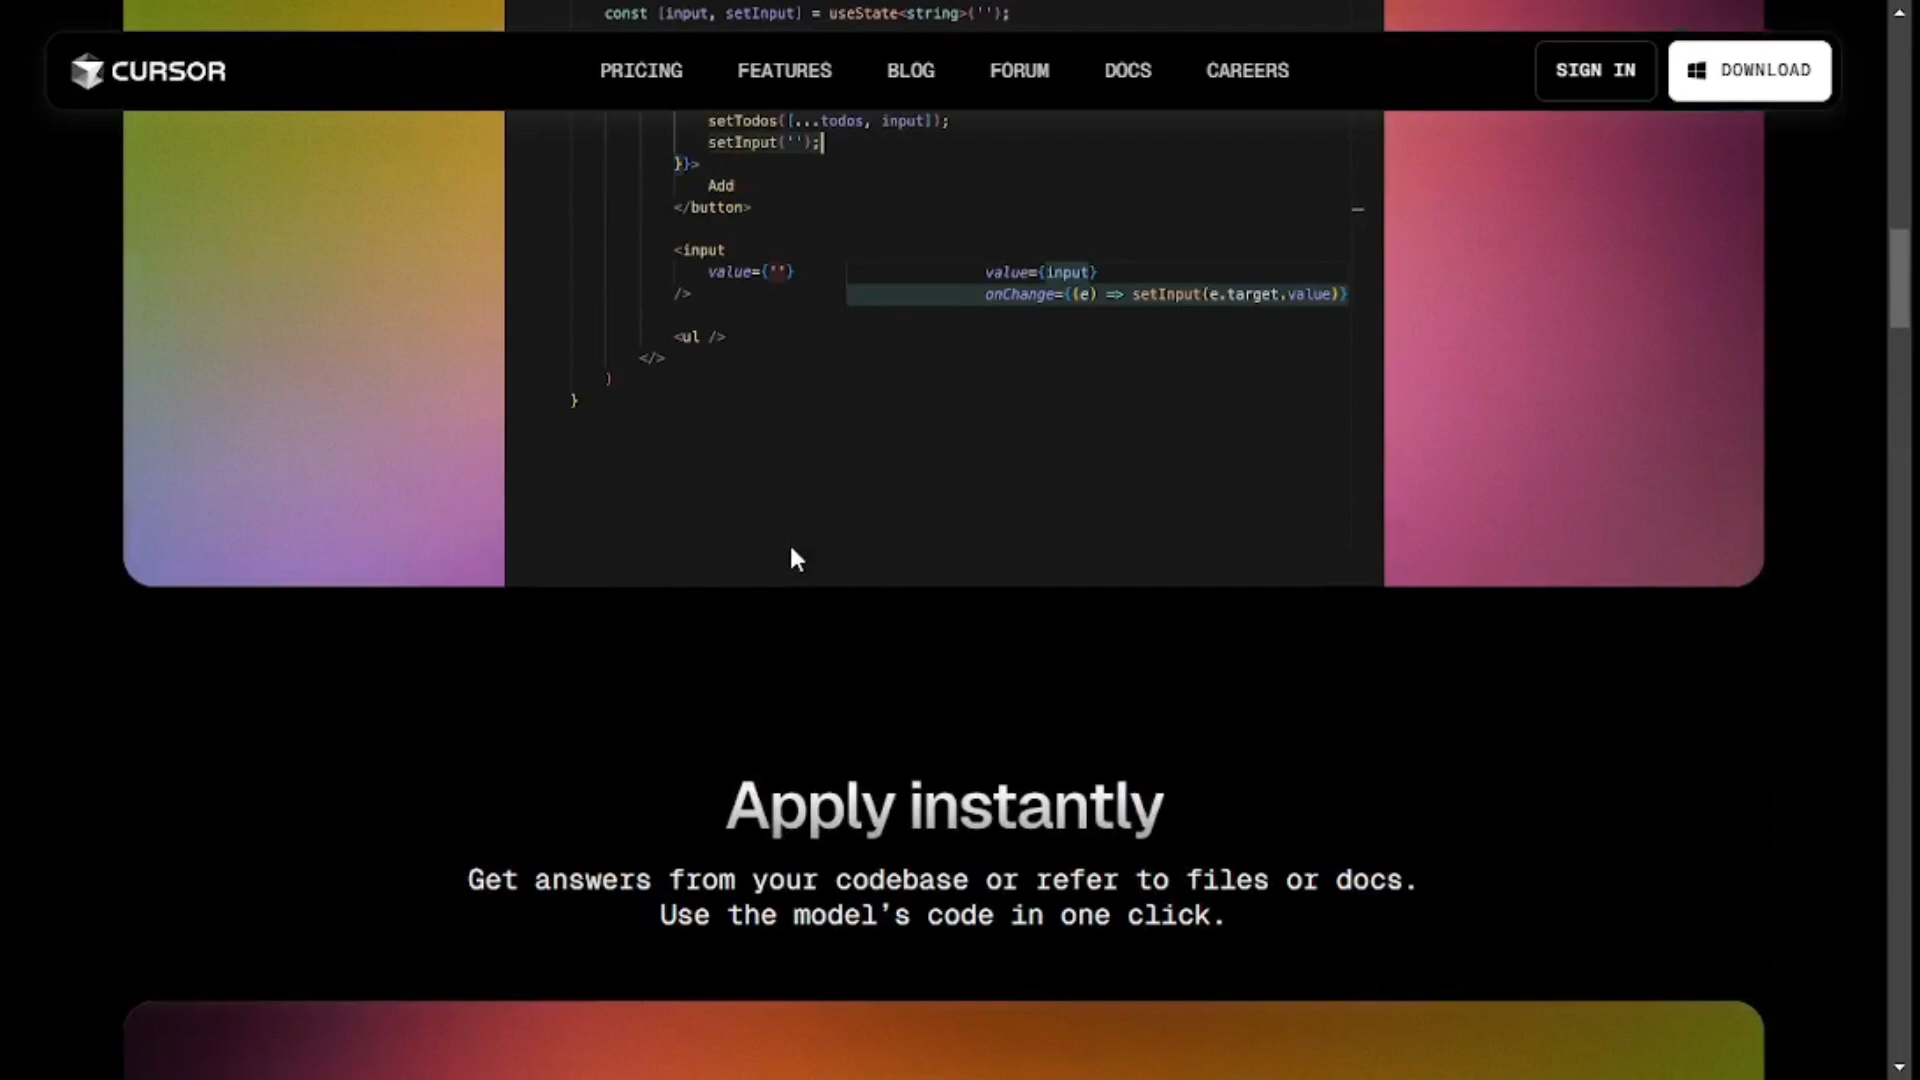 const [input, setInput] = useState<string>('');
CURSOR
PRICING
FEATURES
BLOG
FORUM
DOCS
CAREERS
SIGN IN
DOWNLOAD
setTodos([...todos, input]);
setInput('');
}}>
Add
</button>
<input
value={''}
value={input}
/>
onChange={(e) => setInput(e.target.value)}
<ul />
</>
)
}
Apply instantly
Get answers from your codebase or refer to files or docs.
Use the model's code in one click.